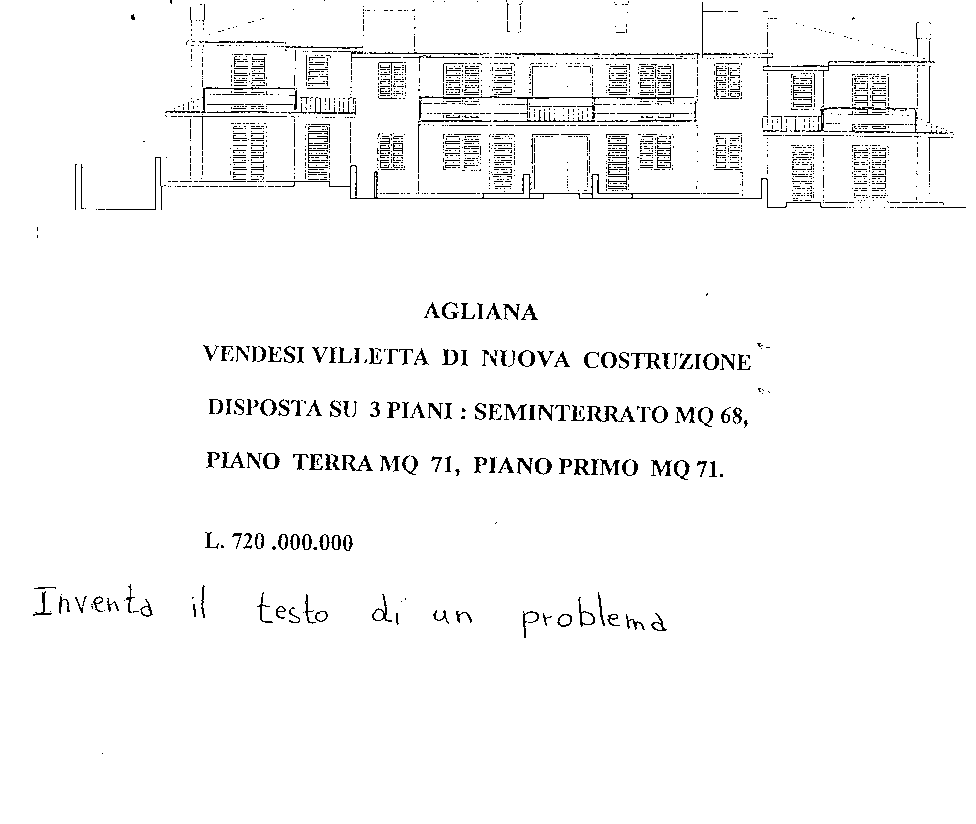 AGLIANA
VENDESI VILLETTA DI NUOVA COSTRUZIONE
DISPOSTA SU 3 PIANI : SEMINTERRATO MQ 68,
PIANO TERRA MQ 71, PIANO PRIMO MQ 71.
L. 720 .000.000
Inventa il testo di un problema